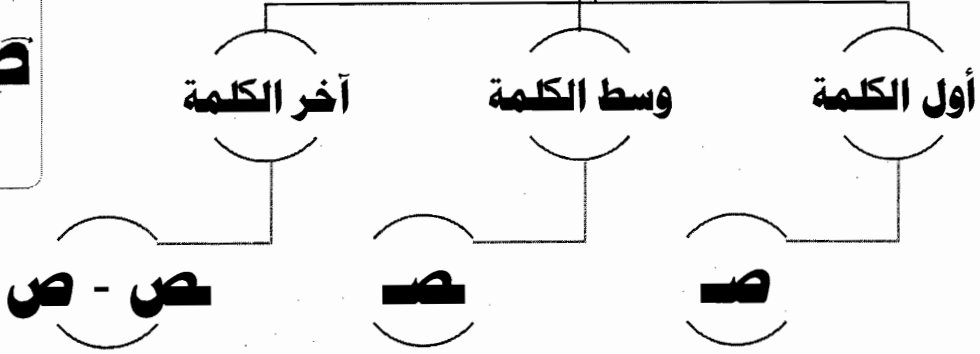 أول الكلمة
وسط الكلمة
آخر الكلمة
صـ
ـصـ
ـص - ص